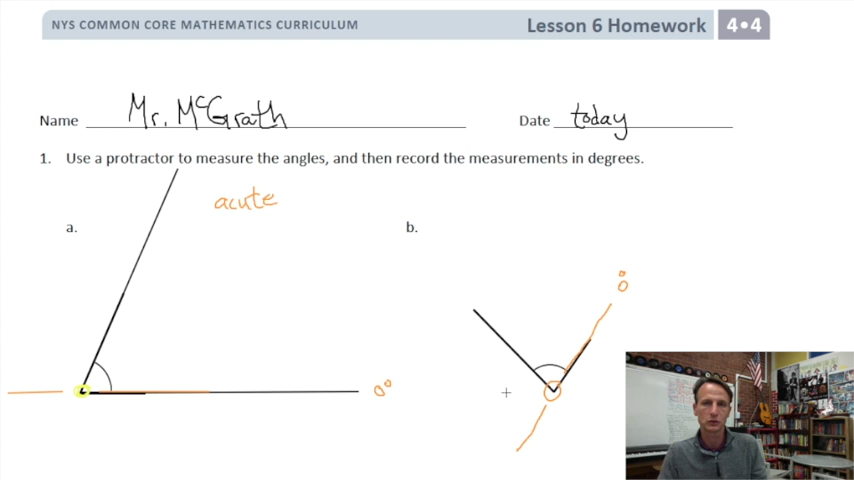 NYS COMMON CORE MATHEMATICS CURRICULUM Lesson 6 Homework 4•4
Name Mr. McGrath Date today
1. Use a protractor to measure the angles, and then record the measurements in degrees.
acute
a. b.
0°
0°